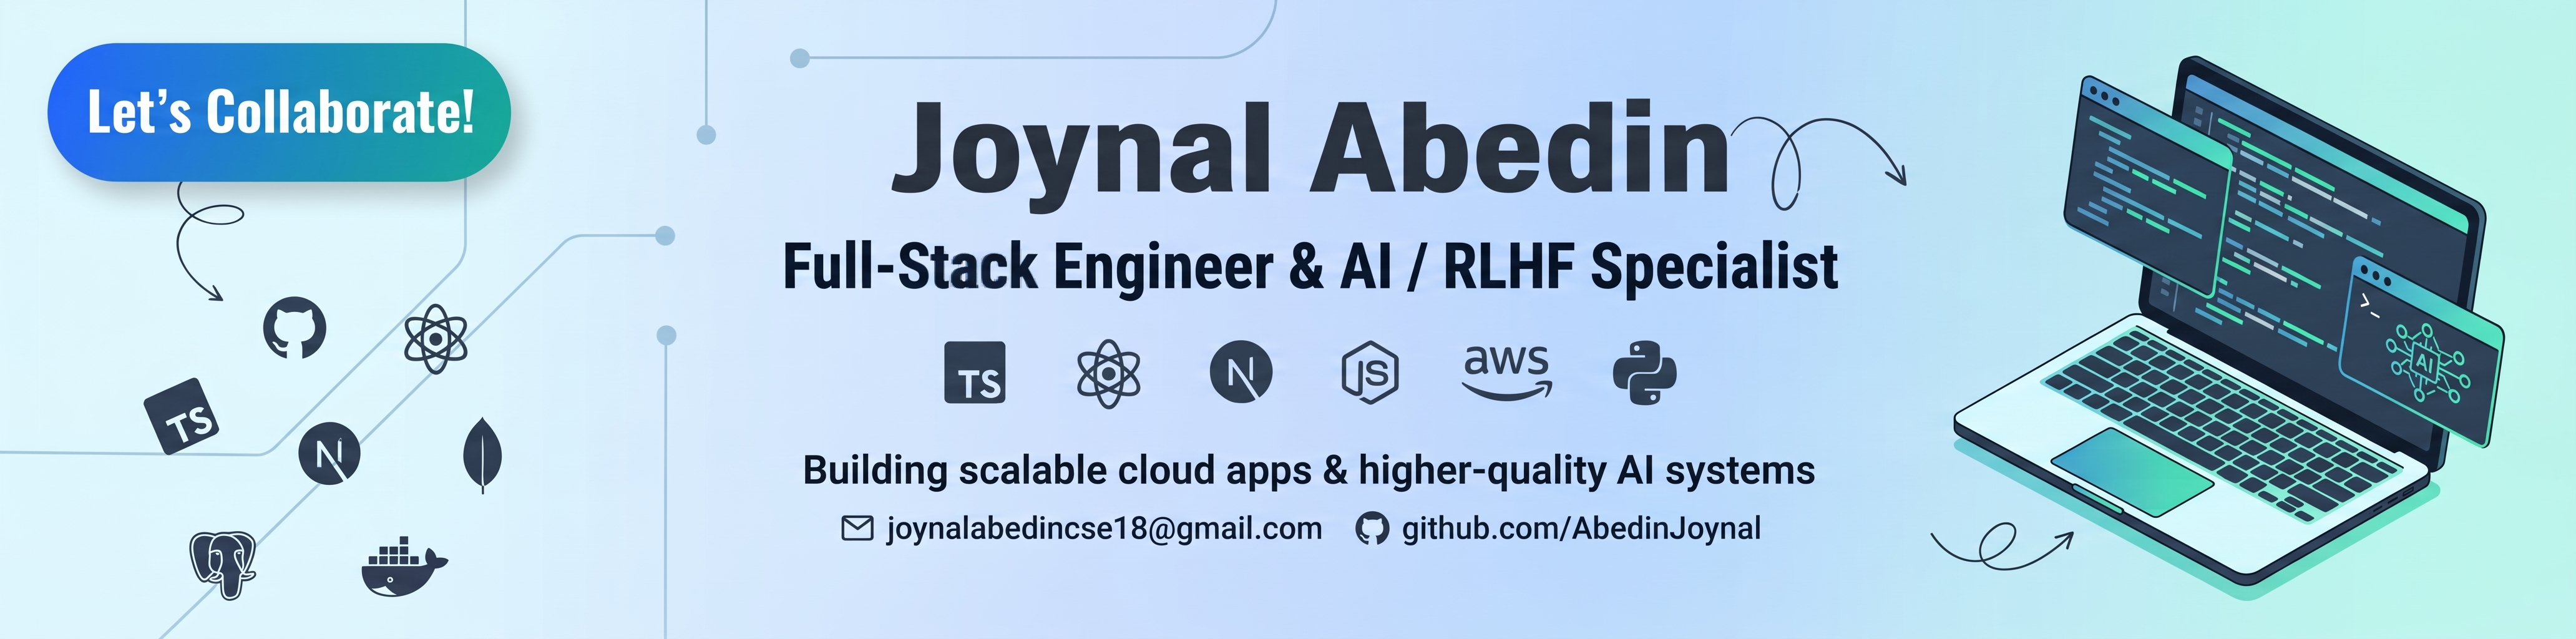 Let's Collaborate!
Joynal Abedin
Full-Stack Engineer & AI / RLHF Specialist
TS
N
JS
aws
Building scalable cloud apps & higher-quality AI systems
joynalabedincse18@gmail.com
github.com/AbedinJoynal
TS
N
>_
AI